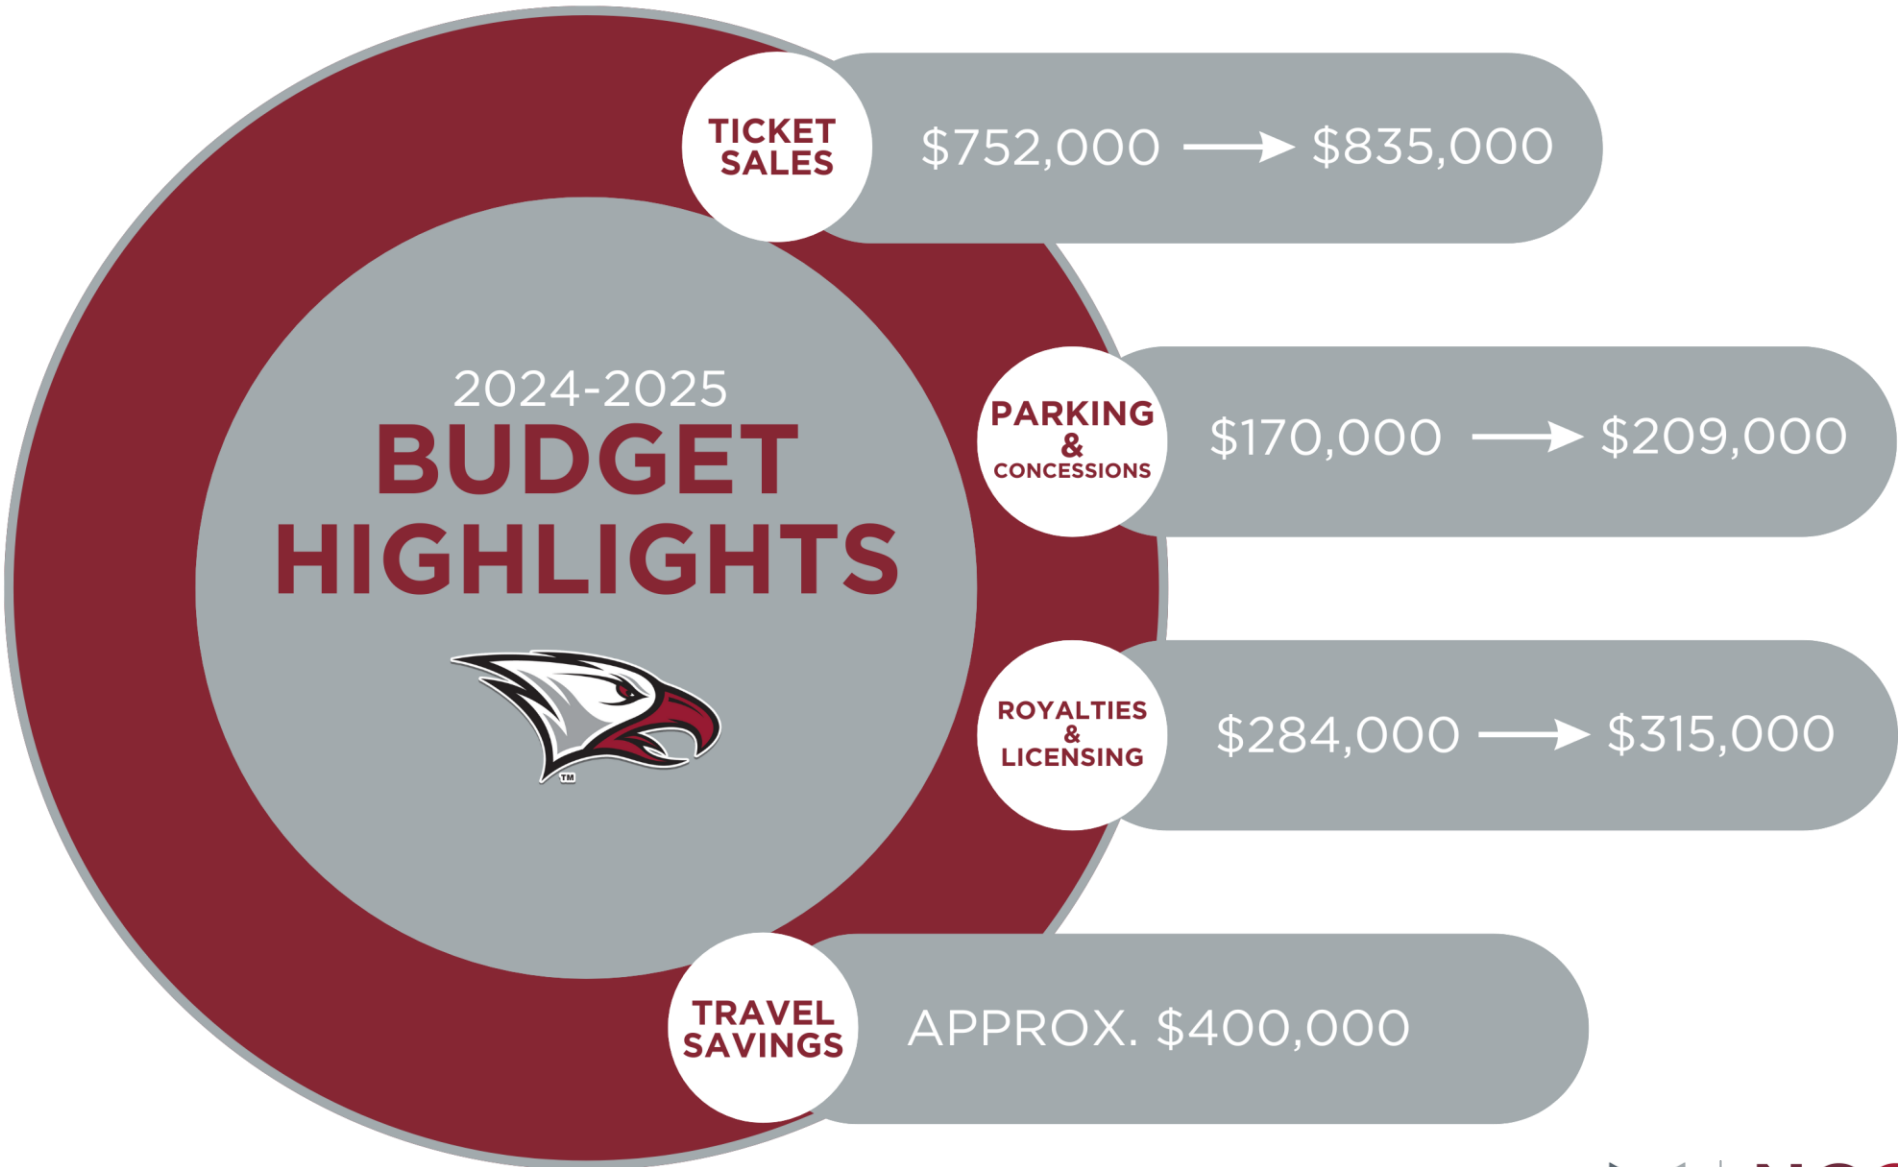 2024-2025
BUDGET
HIGHLIGHTS
TM
TICKET
SALES
$752,000 → $835,000
PARKING
&
CONCESSIONS
$170,000 → $209,000
ROYALTIES
&
LICENSING
$284,000 → $315,000
TRAVEL
SAVINGS
APPROX. $400,000